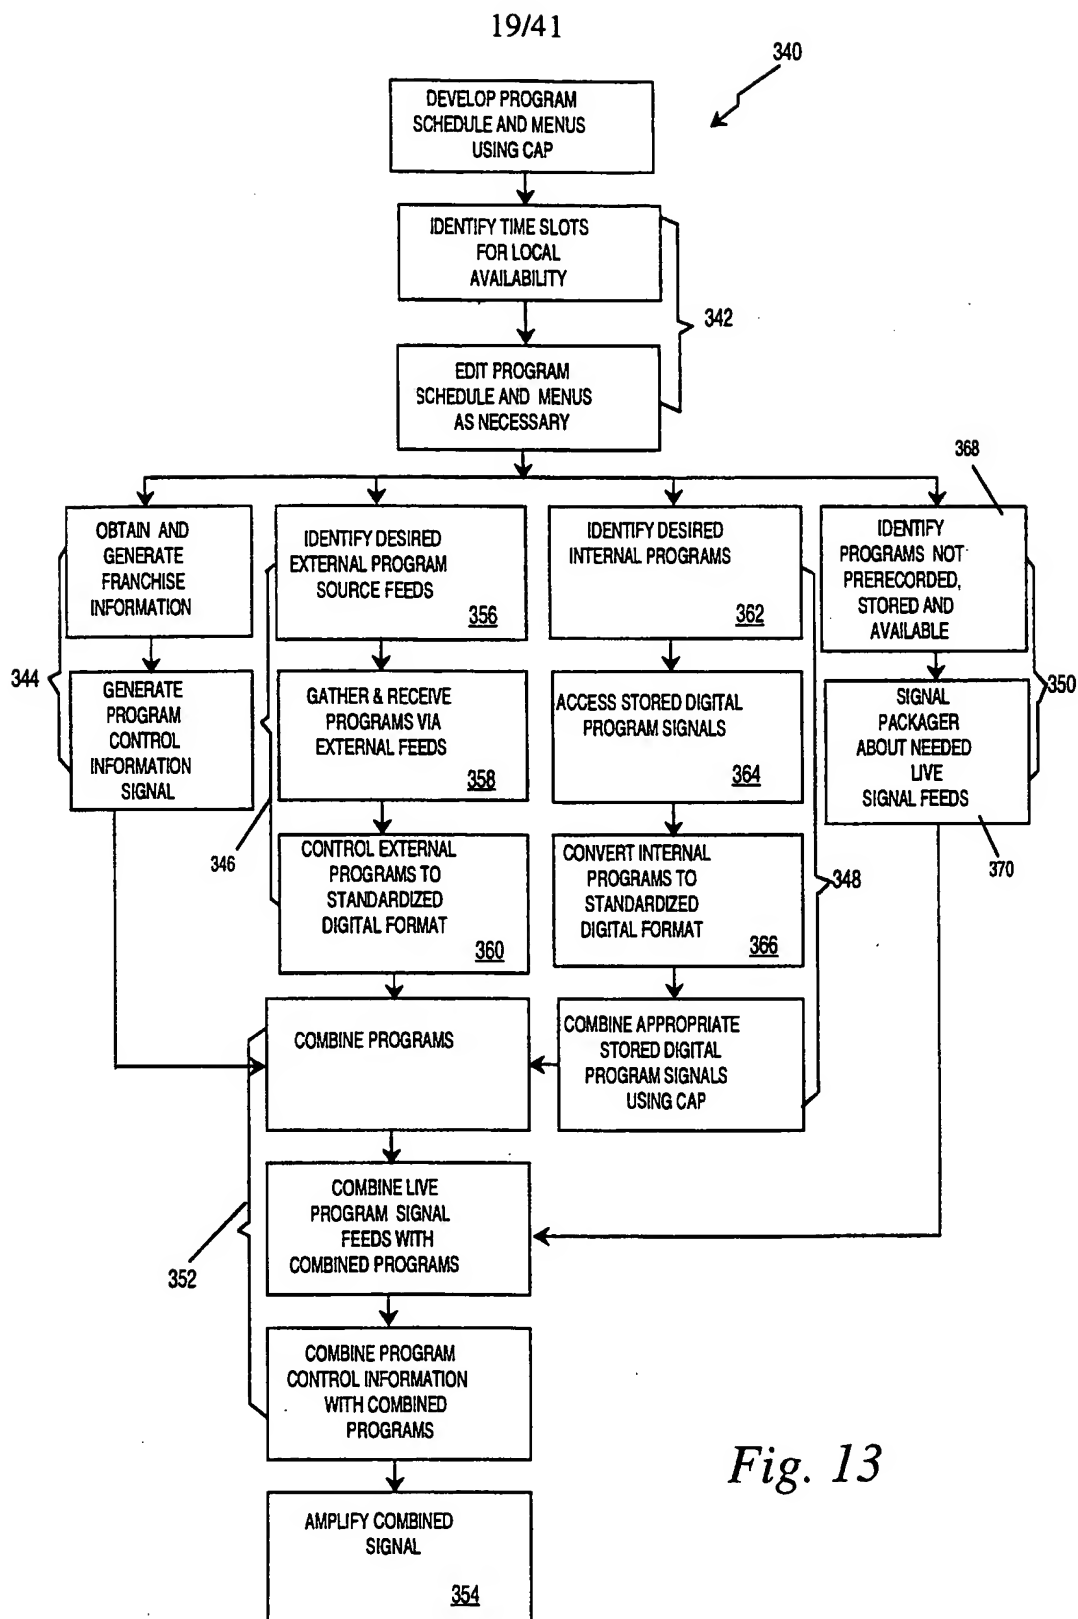 19/41
340
DEVELOP PROGRAM
SCHEDULE AND MENUS
USING CAP
IDENTIFY TIME SLOTS
FOR LOCAL
AVAILABILITY
342
EDIT PROGRAM
SCHEDULE AND MENUS
AS NECESSARY
368
OBTAIN AND
GENERATE
FRANCHISE
INFORMATION
IDENTIFY DESIRED
EXTERNAL PROGRAM
SOURCE FEEDS
356
IDENTIFY DESIRED
INTERNAL PROGRAMS
362
IDENTIFY
PROGRAMS NOT
PRERECORDED,
STORED AND
AVAILABLE
344
350
GENERATE
PROGRAM
CONTROL
INFORMATION
SIGNAL
GATHER & RECEIVE
PROGRAMS VIA
EXTERNAL FEEDS
358
ACCESS STORED DIGITAL
PROGRAM SIGNALS
364
SIGNAL
PACKAGER
ABOUT NEEDED
LIVE
SIGNAL FEEDS
346
CONTROL EXTERNAL
PROGRAMS TO
STANDARDIZED
DIGITAL FORMAT
360
CONVERT INTERNAL
PROGRAMS TO
STANDARDIZED
DIGITAL FORMAT
366
348
370
COMBINE PROGRAMS
COMBINE APPROPRIATE
STORED DIGITAL
PROGRAM SIGNALS
USING CAP
COMBINE LIVE
PROGRAM SIGNAL
FEEDS WITH
COMBINED PROGRAMS
352
COMBINE PROGRAM
CONTROL INFORMATION
WITH COMBINED
PROGRAMS
Fig. 13
AMPLIFY COMBINED
SIGNAL
354